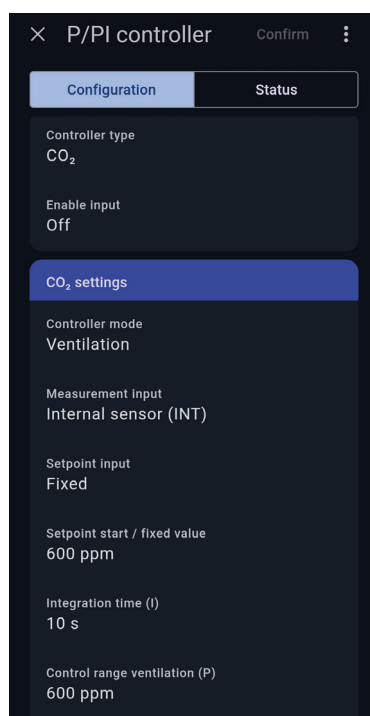 P/PI controller
Confirm
Configuration
Status
Controller type
CO₂
Enable input
Off
CO₂ settings
Controller mode
Ventilation
Measurement input
Internal sensor (INT)
Setpoint input
Fixed
Setpoint start / fixed value
600 ppm
Integration time (I)
10 s
Control range ventilation (P)
600 ppm